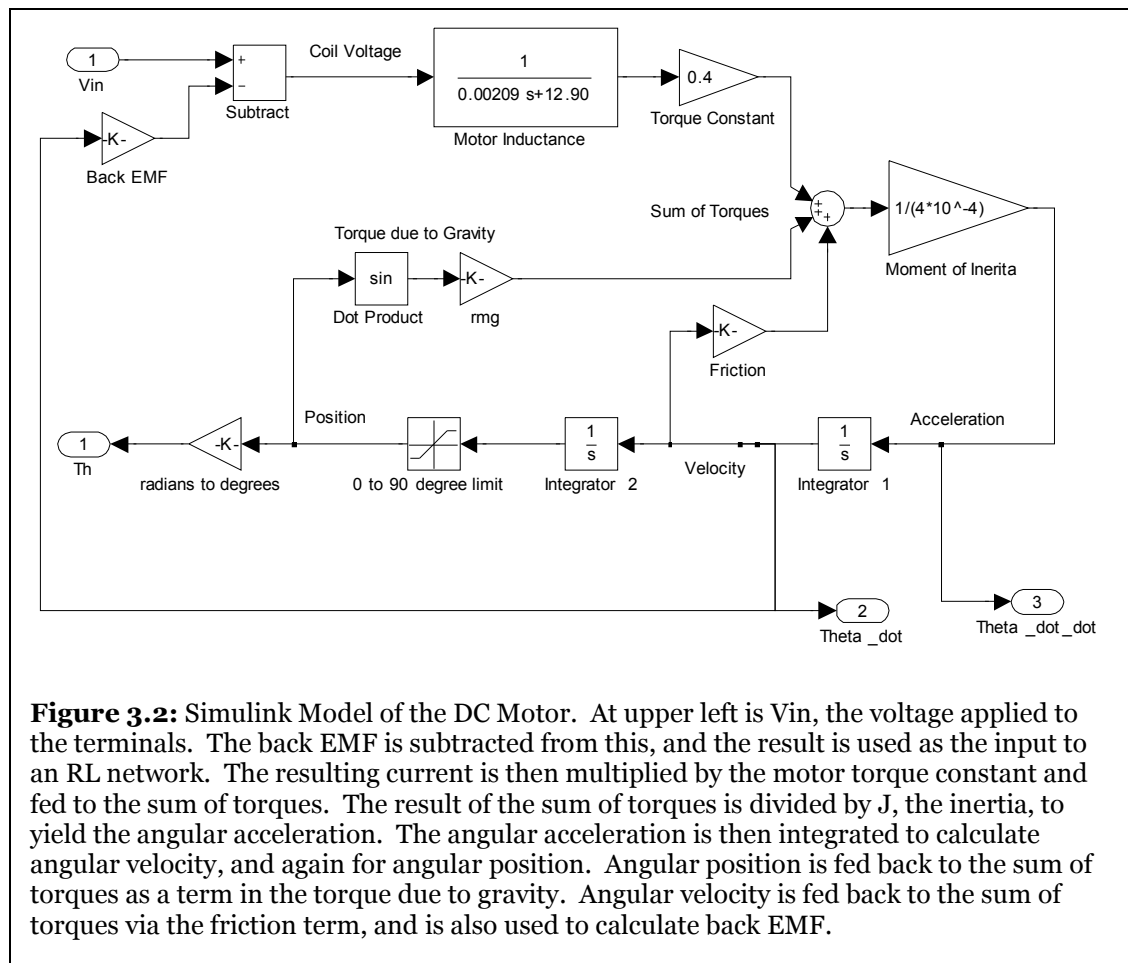 1
Vin
+
−
Subtract
Coil Voltage
1
0.00209 s+12.90
Motor Inductance
0.4
Torque Constant
-K-
Back EMF
Sum of Torques
+
+
+
1/(4*10^-4)
Moment of Inerita
Torque due to Gravity
sin
Dot Product
-K-
rmg
-K-
Friction
1
Th
-K-
radians to degrees
Position
0 to 90 degree limit
1
s
Integrator 2
Velocity
1
s
Integrator 1
Acceleration
2
Theta _dot
3
Theta _dot_dot
Figure 3.2: Simulink Model of the DC Motor. At upper left is Vin, the voltage applied to
the terminals. The back EMF is subtracted from this, and the result is used as the input to
an RL network. The resulting current is then multiplied by the motor torque constant and
fed to the sum of torques. The result of the sum of torques is divided by J, the inertia, to
yield the angular acceleration. The angular acceleration is then integrated to calculate
angular velocity, and again for angular position. Angular position is fed back to the sum of
torques as a term in the torque due to gravity. Angular velocity is fed back to the sum of
torques via the friction term, and is also used to calculate back EMF.